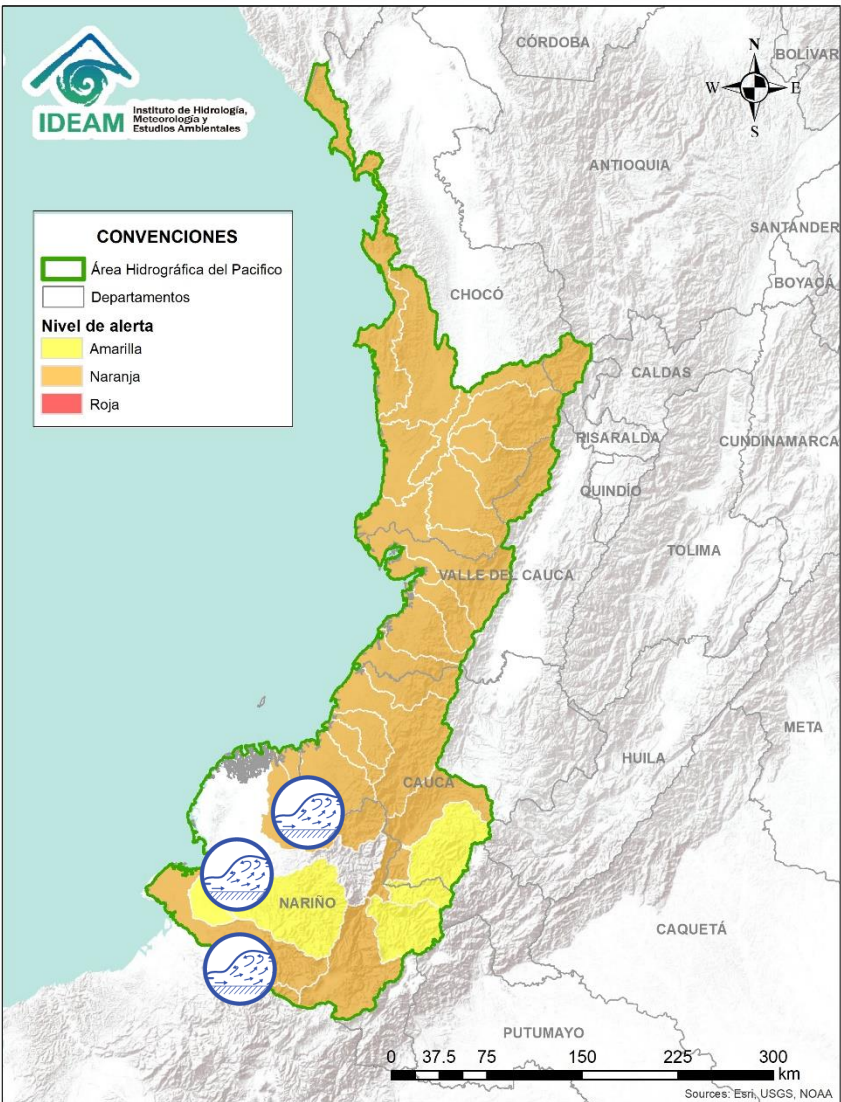 CÓRDOBA
N
BOLÍVAR
W
E
S
IDEAM
Instituto de Hidrología,
Meteorología y
Estudios Ambientales
ANTIOQUIA
SANTANDER
BOYACÁ
CONVENCIONES
Área Hidrográfica del Pacifico
Departamentos
Nivel de alerta
Amarilla
Naranja
Roja
CHOCÓ
CALDAS
RISARALDA
CUNDINAMARCA
QUINDÍO
TOLIMA
VALLE DEL CAUCA
META
HUILA
CAUCA
NARIÑO
CAQUETÁ
PUTUMAYO
0 37.5 75 150 225 300
km
Sources: Esri, USGS, NOAA